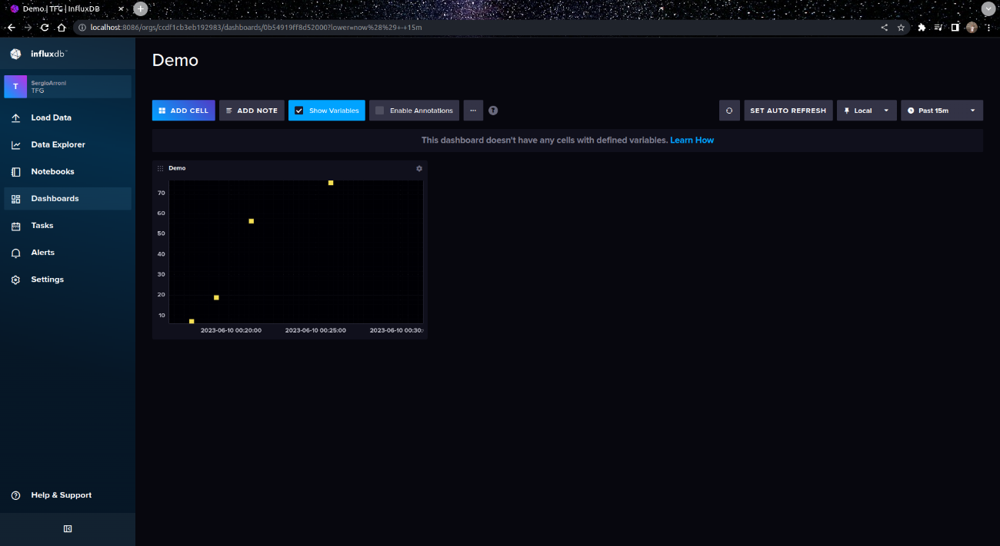 Demo | TFG | InfluxDB
localhost:8086/orgs/ccdf1cb3eb192983/dashboards/0b54919ff8d52000?lower=now%28%29+-+15m
influxdb™
T
SergioArroni
TFG
Load Data
Data Explorer
Notebooks
Dashboards
Tasks
Alerts
Settings
Help & Support
Demo
ADD CELL
ADD NOTE
Show Variables
Enable Annotations
...
?
SET AUTO REFRESH
Local
Past 15m
This dashboard doesn't have any cells with defined variables. Learn How
Demo
70
60
50
40
30
20
10
2023-06-10 00:20:00
2023-06-10 00:25:00
2023-06-10 00:30: